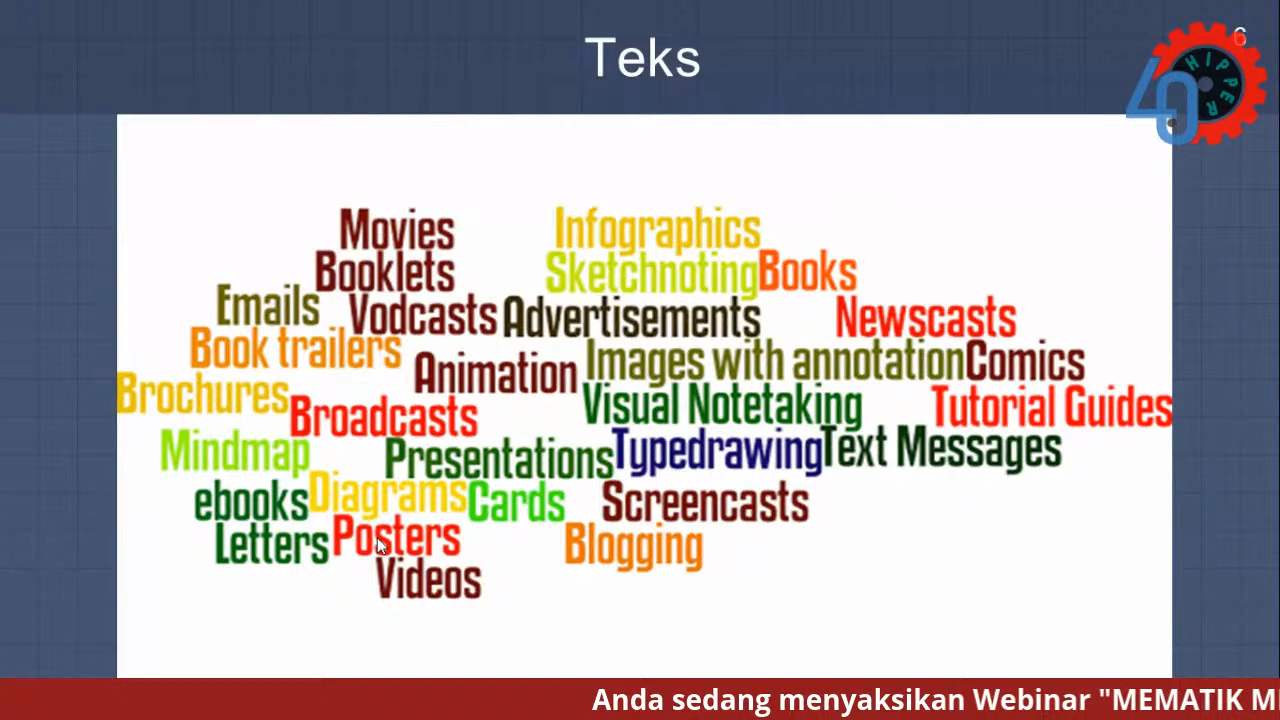 Teks
6
40
HIPPER
Movies
Infographics
Booklets
Sketchnoting
Books
Emails
Vodcasts
Advertisements
Newscasts
Book trailers
Animation
Images with annotation
Comics
Brochures
Broadcasts
Visual Notetaking
Tutorial Guides
Mindmap
Presentations
Typedrawing
Text Messages
ebooks
Diagrams
Cards
Screencasts
Letters
Posters
Blogging
Videos
Anda sedang menyaksikan Webinar "MEMATIK M